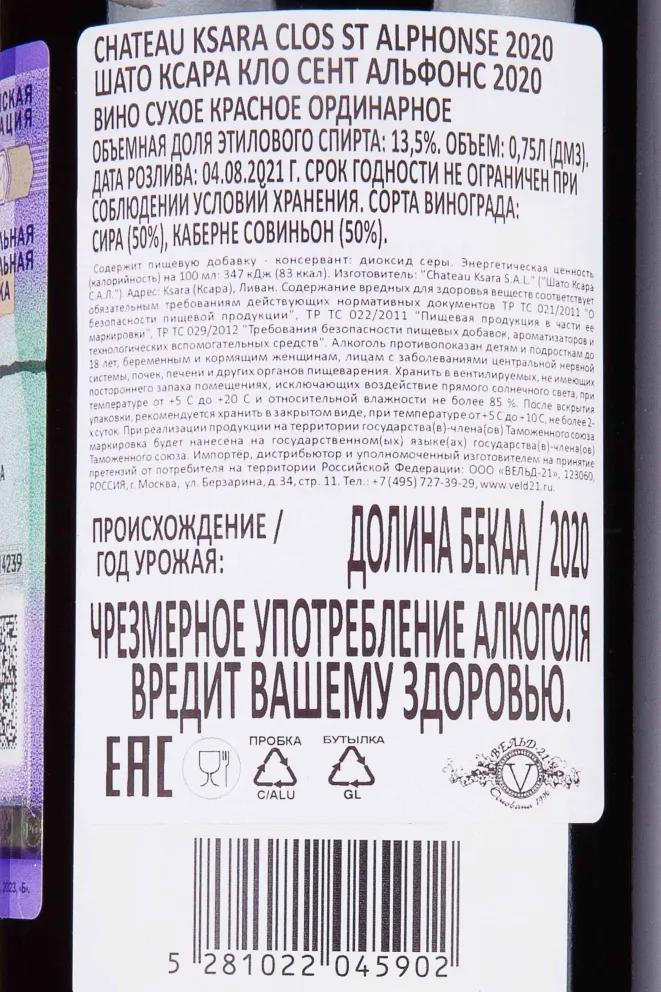 CHATEAU KSARA CLOS ST ALPHONSE 2020
ШАТО КСАРА КЛО СЕНТ АЛЬФОНС 2020
ВИНО СУХОЕ КРАСНОЕ ОРДИНАРНОЕ
ОБЪЕМНАЯ ДОЛЯ ЭТИЛОВОГО СПИРТА: 13,5%. ОБЪЕМ: 0,75Л (ДМ3).
ДАТА РОЗЛИВА: 04.08.2021 Г. СРОК ГОДНОСТИ НЕ ОГРАНИЧЕН ПРИ
СОБЛЮДЕНИИ УСЛОВИЙ ХРАНЕНИЯ. СОРТА ВИНОГРАДА:
СИРА (50%), КАБЕРНЕ СОВИНЬОН (50%).
Содержит пищевую добавку - консервант: диоксид серы. Энергетическая ценность
(калорийность) на 100 мл: 347 кДж (83 ккал). Изготовитель: "Chateau Ksara S.A.L." ("Шато Ксара
С.А.Л."). Адрес: Ksara (Ксара), Ливан. Содержание вредных для здоровья веществ соответствует
обязательным требованиям действующих нормативных документов ТР ТС 021/2011 "О
безопасности пищевой продукции", ТР ТС 022/2011 "Пищевая продукция в части ее
маркировки", ТР ТС 029/2012 "Требования безопасности пищевых добавок, ароматизаторов и
технологических вспомогательных средств". Алкоголь противопоказан детям и подросткам до
18 лет, беременным и кормящим женщинам, лицам с заболеваниями центральной нервной
системы, почек, печени и других органов пищеварения. Хранить в вентилируемых, не имеющих
постороннего запаха помещениях, исключающих воздействие прямого солнечного света, при
температуре от +5 С до +20 С и относительной влажности не более 85 %. После вскрытия
упаковки, рекомендуется хранить в закрытом виде, при температуре от +5 С до +10 С, не более 2-
х суток. При реализации продукции на территории государства(в)-члена(ов) Таможенного союза
маркировка будет нанесена на государственном(ых) языке(ах) государства(в)-члена(ов)
Таможенного союза. Импортёр, дистрибьютор и уполномоченный изготовителем на принятие
претензий от потребителя на территории Российской Федерации: ООО «ВЕЛЬД-21», 123060,
РОССИЯ, г. Москва, ул. Берзарина, д.34, стр. 11. Тел.: +7 (495) 727-39-29, www.veld21.ru.
ПРОИСХОЖДЕНИЕ /
ГОД УРОЖАЯ:
ДОЛИНА БЕКАА / 2020
ЧРЕЗМЕРНОЕ УПОТРЕБЛЕНИЕ АЛКОГОЛЯ
ВРЕДИТ ВАШЕМУ ЗДОРОВЬЮ.
EAC
ПРОБКА
C/ALU
БУТЫЛКА
GL
ВЕЛЬД 21
V
Основана 1996
5 281022 045902
4239
2023, «Б».